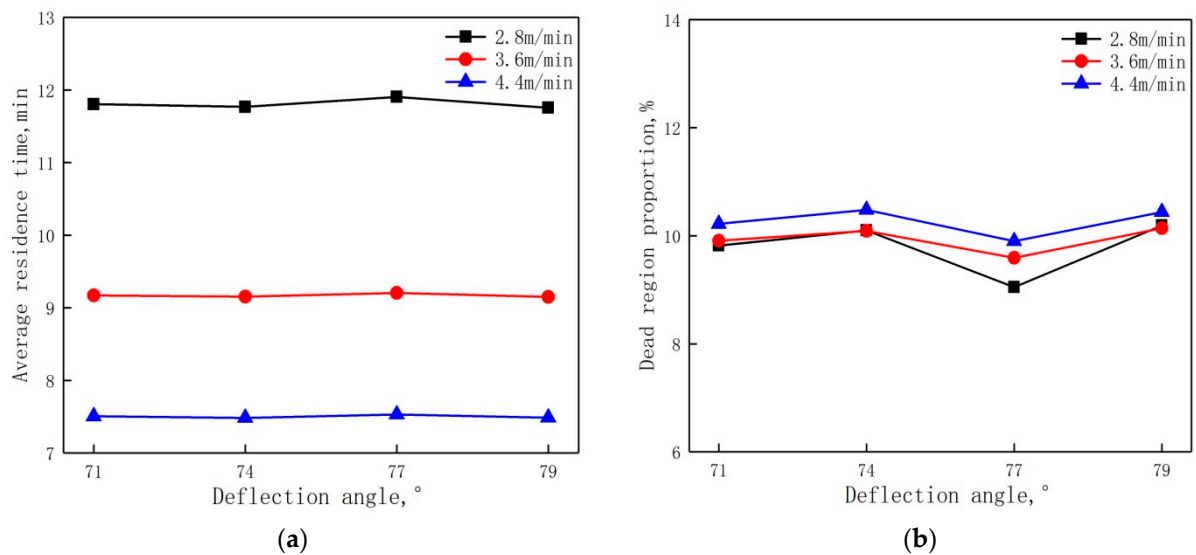 13
12
11
10
9
8
7
Average residence time,min
2.8m/min
3.6m/min
4.4m/min
71 74 77 79
Deflection angle,°
(a)
14
12
10
8
6
Dead region proportion,%
2.8m/min
3.6m/min
4.4m/min
71 74 77 79
Deflection angle,°
(b)